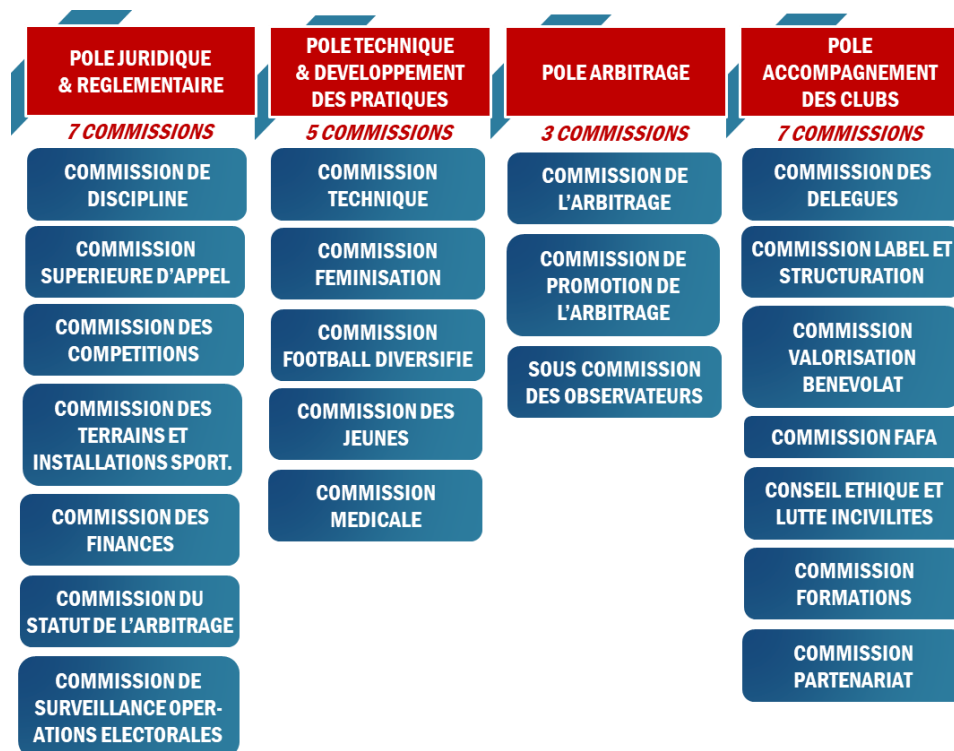 POLE JURIDIQUE
& REGLEMENTAIRE
7 COMMISSIONS
COMMISSION DE
DISCIPLINE
COMMISSION
SUPERIEURE D'APPEL
COMMISSION DES
COMPETITIONS
COMMISSION DES
TERRAINS ET
INSTALLATIONS SPORT.
COMMISSION DES
FINANCES
COMMISSION DU
STATUT DE L'ARBITRAGE
COMMISSION DE
SURVEILLANCE OPER-
ATIONS ELECTORALES
POLE TECHNIQUE
& DEVELOPPEMENT
DES PRATIQUES
5 COMMISSIONS
COMMISSION
TECHNIQUE
COMMISSION
FEMINISATION
COMMISSION
FOOTBALL DIVERSIFIE
COMMISSION DES
JEUNES
COMMISSION
MEDICALE
POLE ARBITRAGE
3 COMMISSIONS
COMMISSION DE
L'ARBITRAGE
COMMISSION DE
PROMOTION DE
L'ARBITRAGE
SOUS COMMISSION
DES OBSERVATEURS
POLE
ACCOMPAGNEMENT
DES CLUBS
7 COMMISSIONS
COMMISSION DES
DELEGUES
COMMISSION LABEL ET
STRUCTURATION
COMMISSION
VALORISATION
BENEVOLAT
COMMISSION FAFA
CONSEIL ETHIQUE ET
LUTTE INCIVILITES
COMMISSION
FORMATIONS
COMMISSION
PARTENARIAT